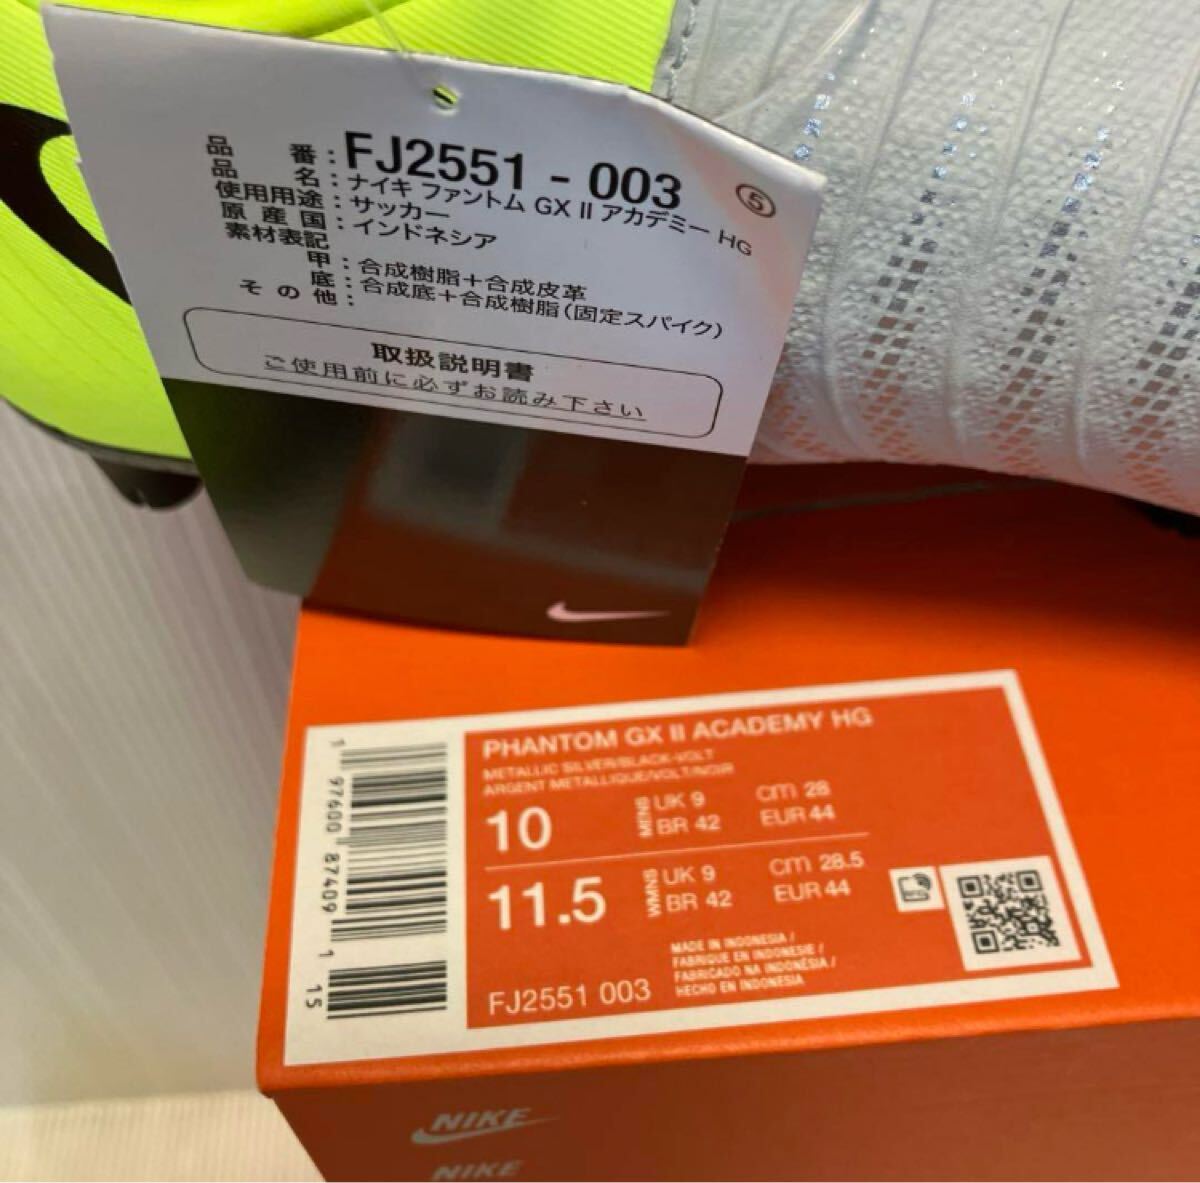 品番：FJ2551-003 ⑤
品名：ナイキ ファントム GX II アカデミー HG
使用用途：サッカー
原産国：インドネシア
素材表記
甲：合成樹脂＋合成皮革
底：合成底＋合成樹脂(固定スパイク)
その他：
取扱説明書
ご使用前に必ずお読み下さい
PHANTOM GX II ACADEMY HG
METALLIC SILVER/BLACK-VOLT
ARGENT METALLIQUE/VOLT/NOIR
10 MENS UK 9 cm 28
BR 42 EUR 44
11.5 WMNS UK 9 cm 28.5
BR 42 EUR 44
MADE IN INDONESIA /
FABRIQUE EN INDONESIE /
FABRICADO NA INDONÉSIA /
HECHO EN INDONESIA
FJ2551 003
1 97600 87409 1 15
NIKE
NIKE